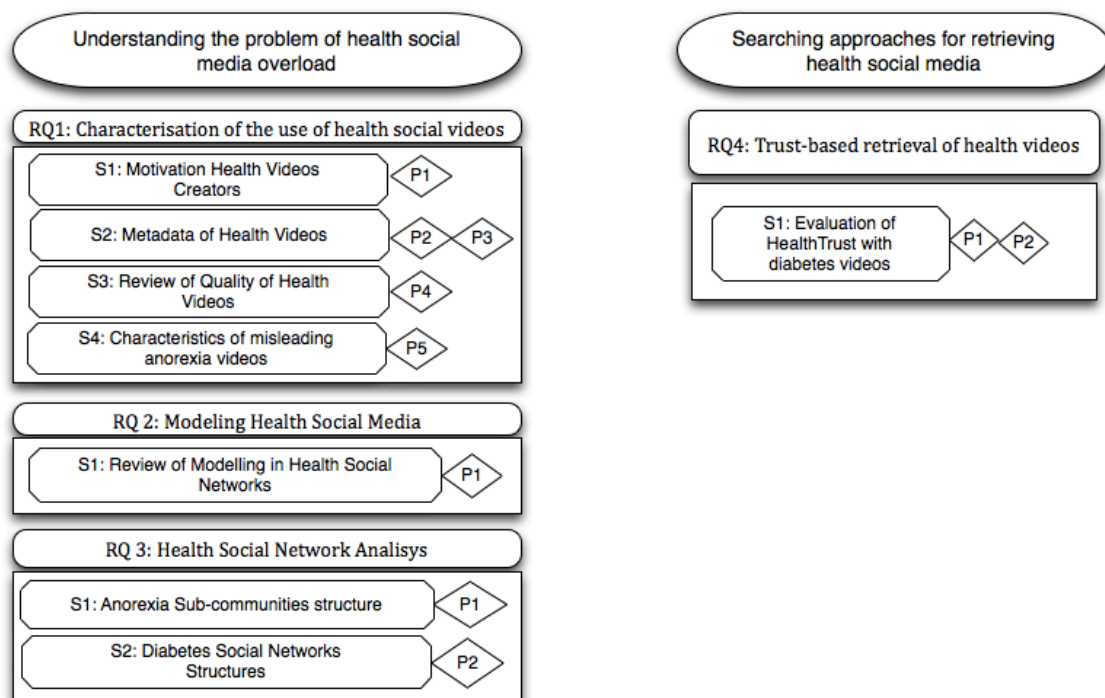 Understanding the problem of health social
media overload
RQ1: Characterisation of the use of health social videos
S1: Motivation Health Videos
Creators
P1
S2: Metadata of Health Videos
P2
P3
S3: Review of Quality of Health
Videos
P4
S4: Characteristics of misleading
anorexia videos
P5
RQ 2: Modeling Health Social Media
S1: Review of Modelling in Health Social
Networks
P1
RQ 3: Health Social Network Analisys
S1: Anorexia Sub-communities structure
P1
S2: Diabetes Social Networks
Structures
P2
Searching approaches for retrieving
health social media
RQ4: Trust-based retrieval of health videos
S1: Evaluation of
HealthTrust with
diabetes videos
P1
P2